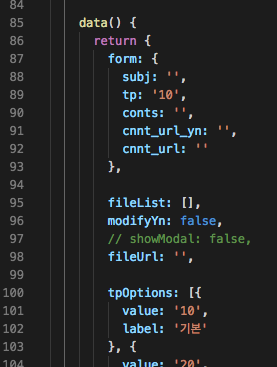 84
85 data() {
86 return {
87 form: {
88 subj: '',
89 tp: '10',
90 conts: '',
91 cnnt_url_yn: '',
92 cnnt_url: ''
93 },
94
95 fileList: [],
96 modifyYn: false,
97 // showModal: false,
98 fileUrl: '',
99
100 tpOptions: [{
101 value: '10',
102 label: '기본'
103 }, {
104 value: '20',